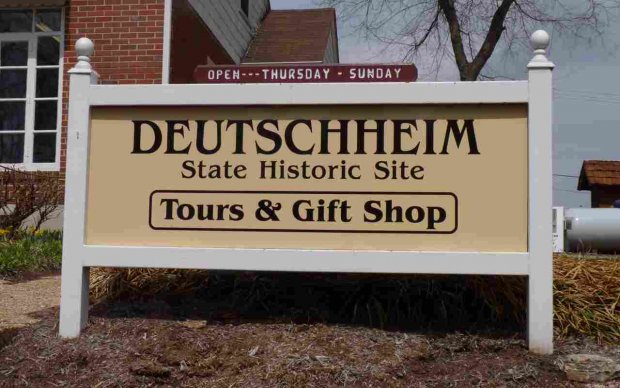 OPEN---THURSDAY - SUNDAY
DEUTSCHHEIM
State Historic Site
Tours & Gift Shop